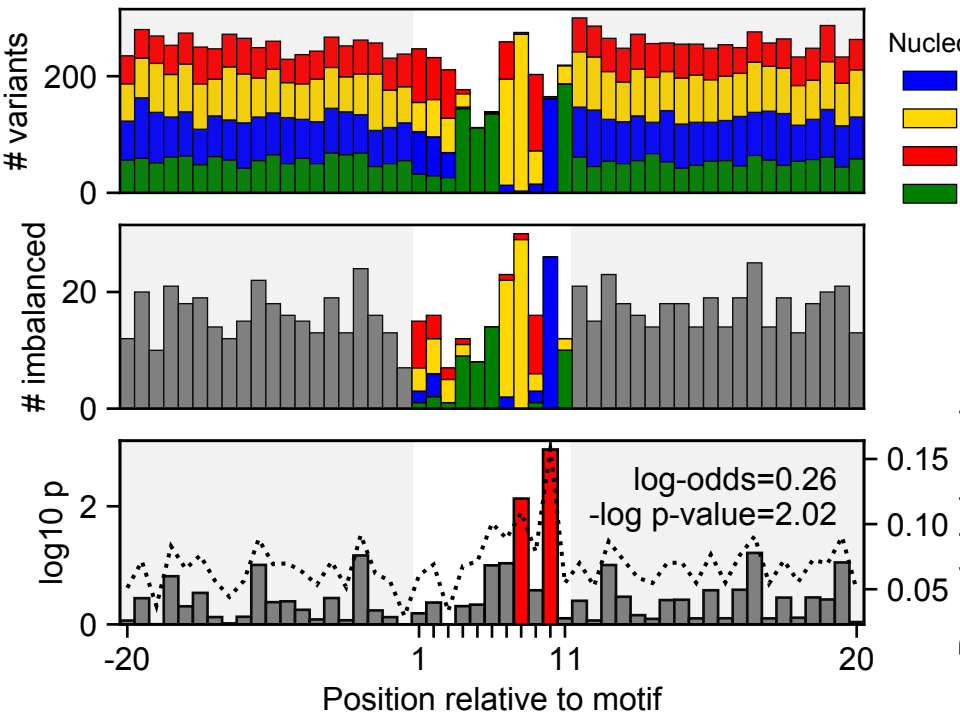 # variants
200
0
Nucleo
# imbalanced
20
0
log10 p
2
0
log-odds=0.26
-log p-value=2.02
0.15
0.10
0.05
-20
1
11
20
Position relative to motif